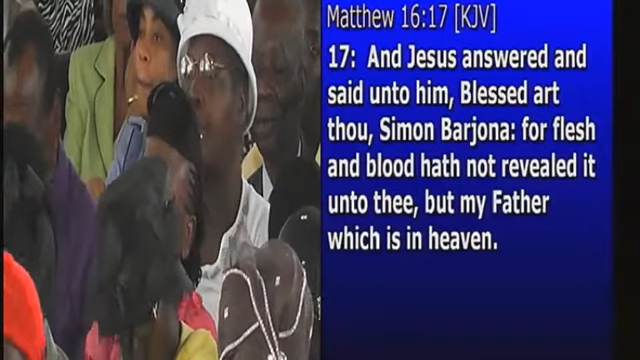 Matthew 16:17 [KJV]
17: And Jesus answered and
said unto him, Blessed art
thou, Simon Barjona: for flesh
and blood hath not revealed it
unto thee, but my Father
which is in heaven.